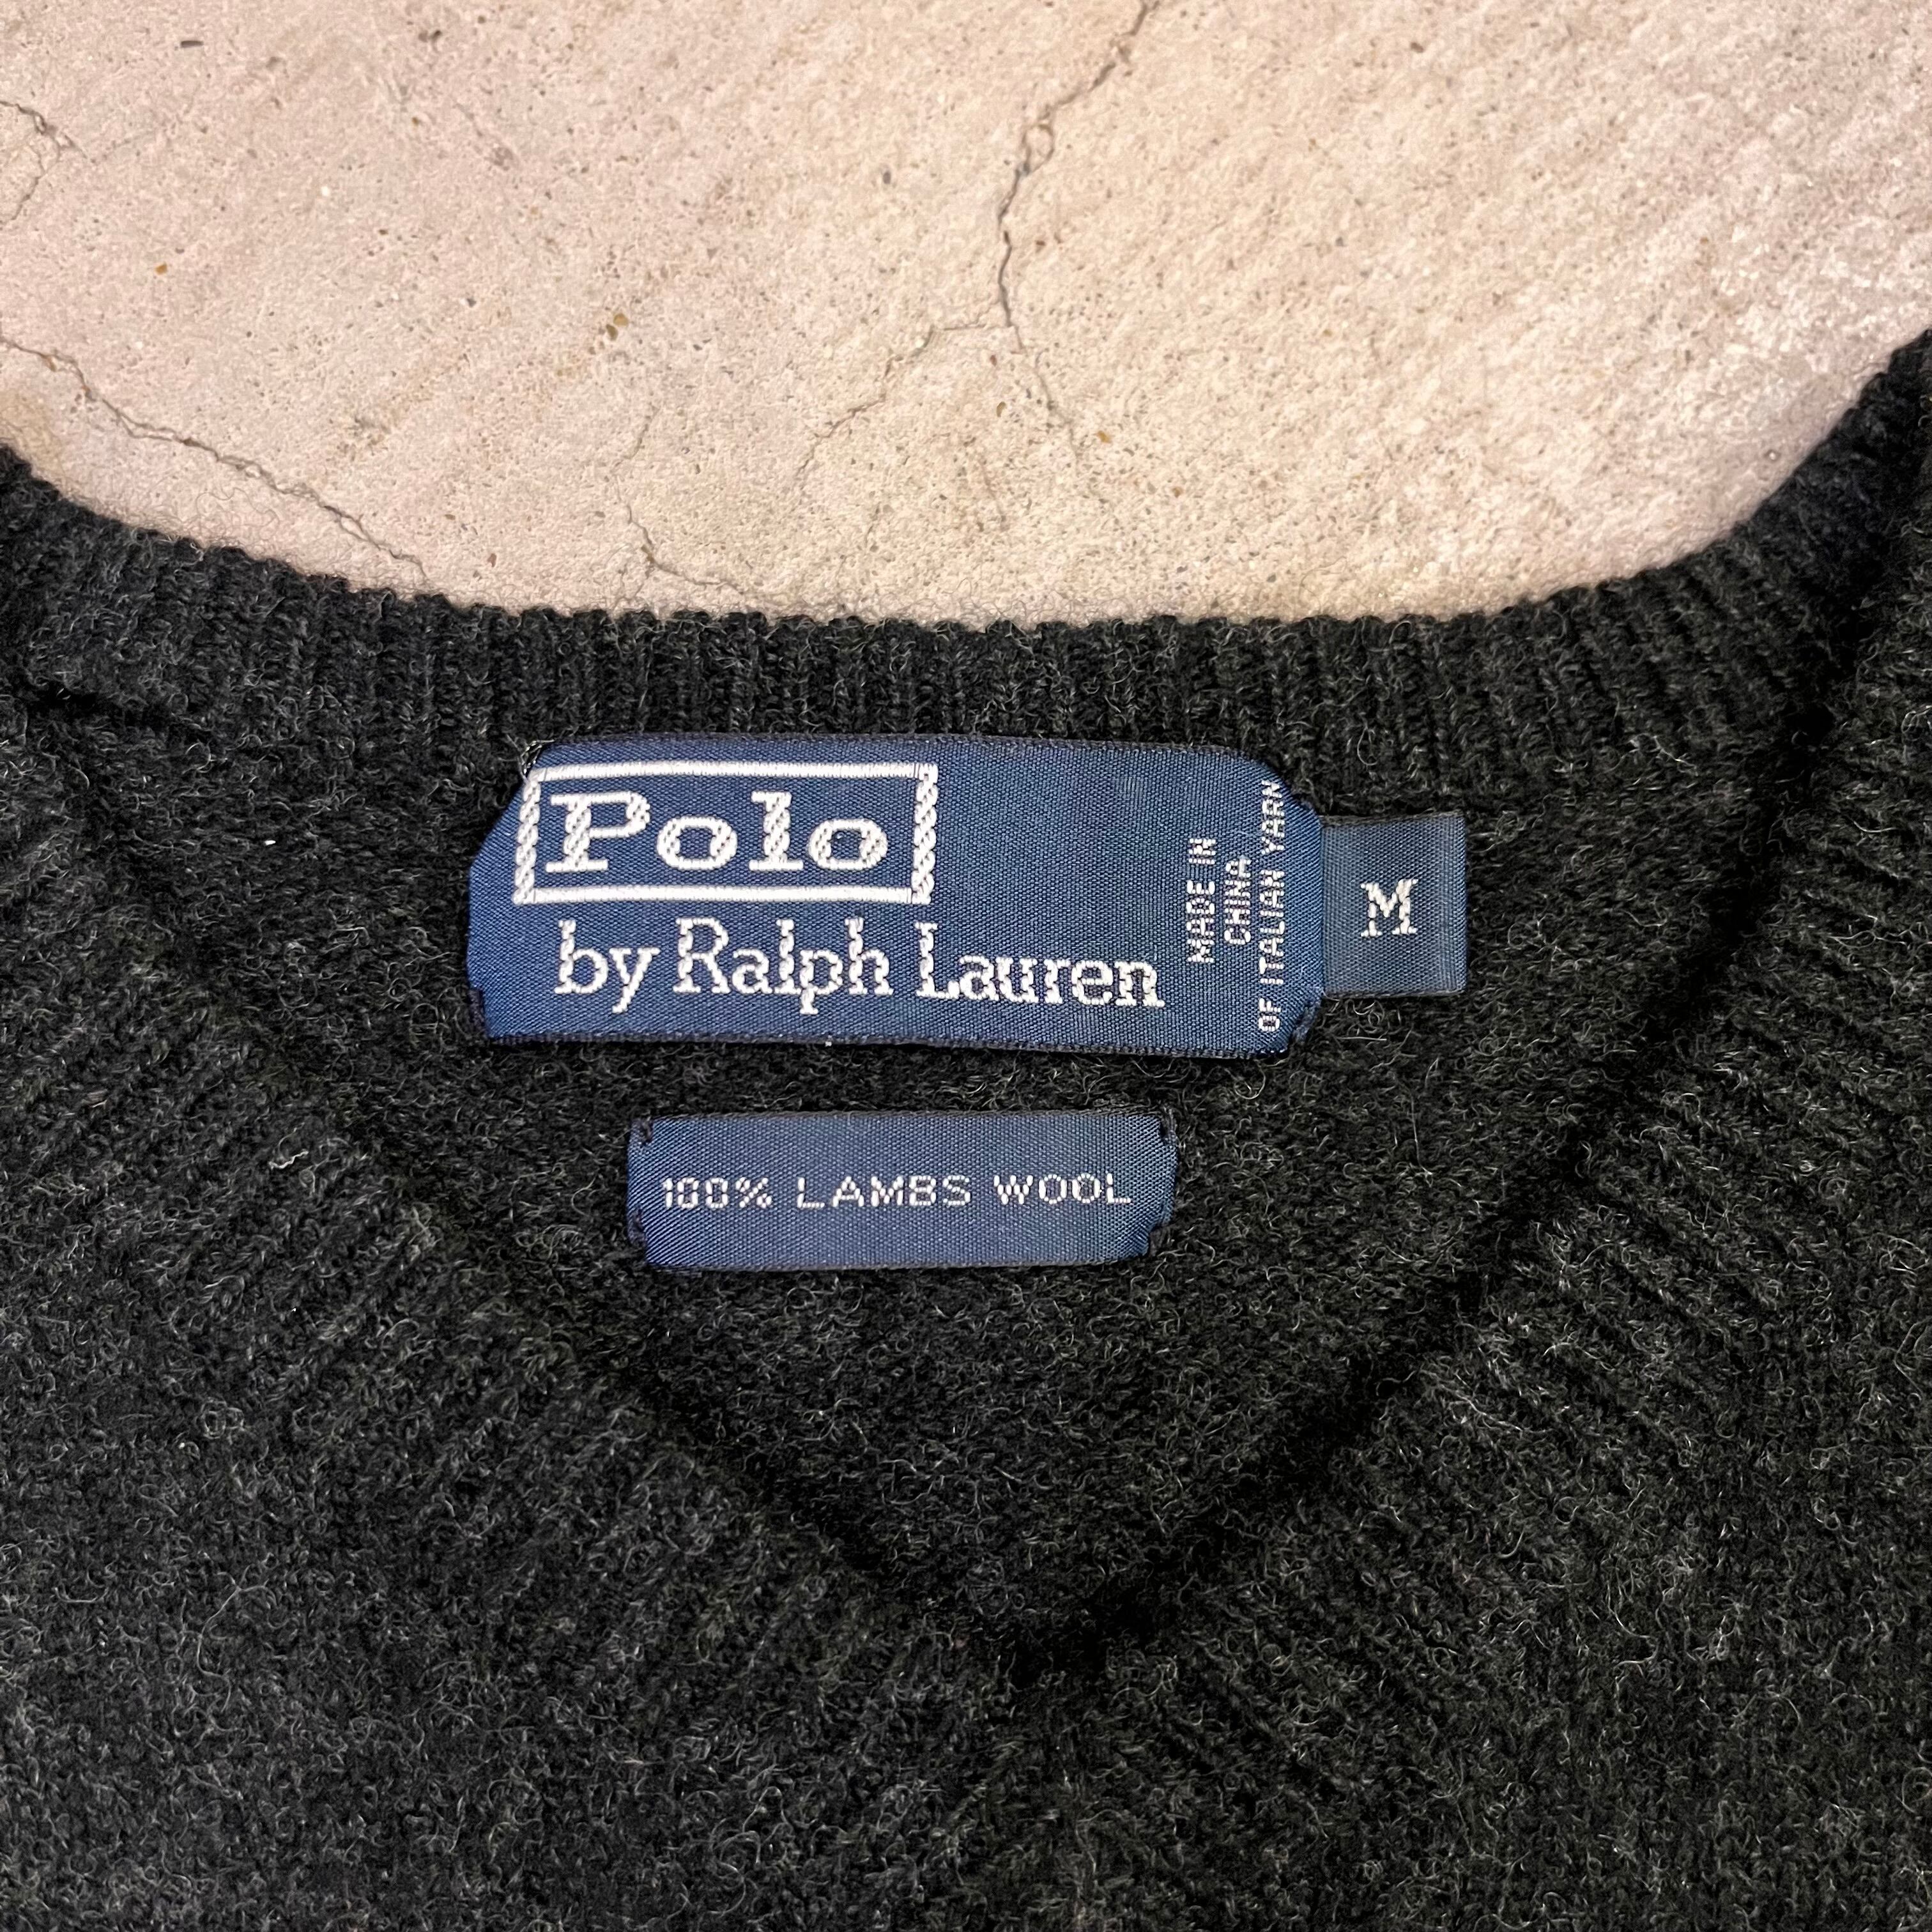 Polo
by Ralph Lauren
MADE IN
CHINA
OF ITALIAN YARN
M
100% LAMBS WOOL